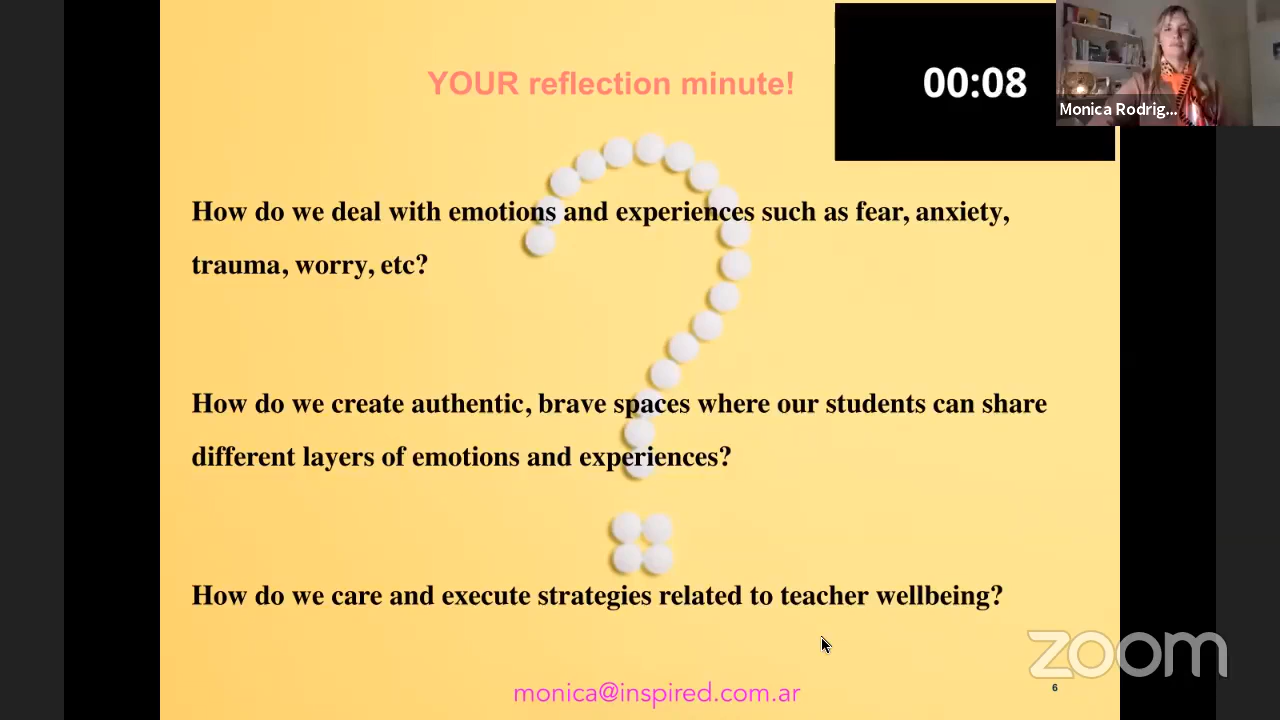 YOUR reflection minute!
00:08
Monica Rodrig...
How do we deal with emotions and experiences such as fear, anxiety,
trauma, worry, etc?
How do we create authentic, brave spaces where our students can share
different layers of emotions and experiences?
How do we care and execute strategies related to teacher wellbeing?
zoom
monica@inspired.com.ar
6